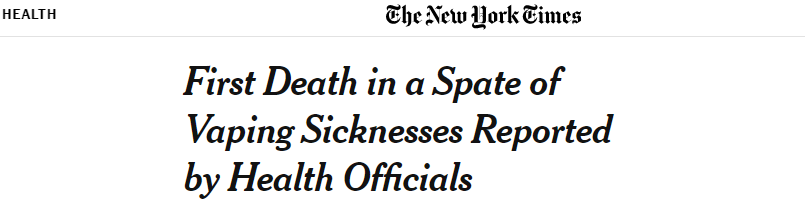 HEALTH
The New York Times
First Death in a Spate of
Vaping Sicknesses Reported
by Health Officials